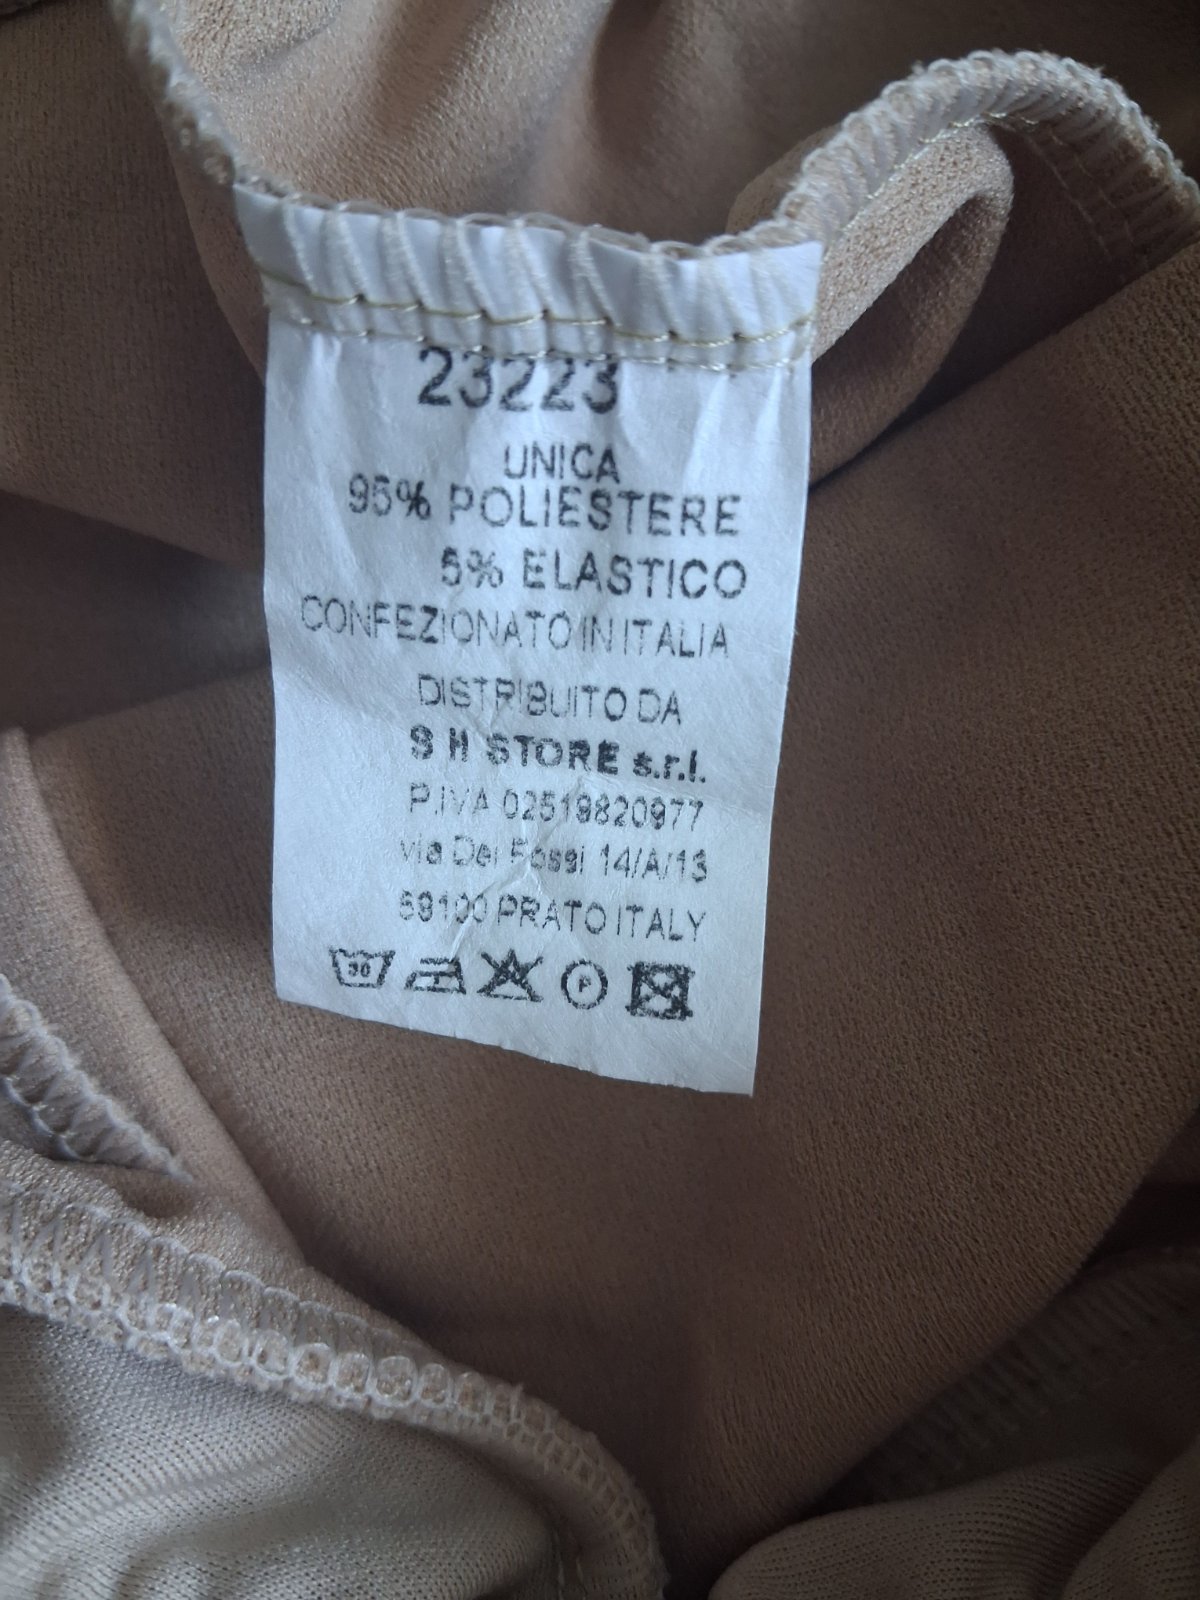 23223
UNICA
95% POLIESTERE
5% ELASTICO
CONFEZIONATO IN ITALIA
DISTRIBUITO DA
S H STORE s.r.l.
P.IVA 02519820977
via Dei Fossi 14/A/13
59100 PRATO ITALY
30 P